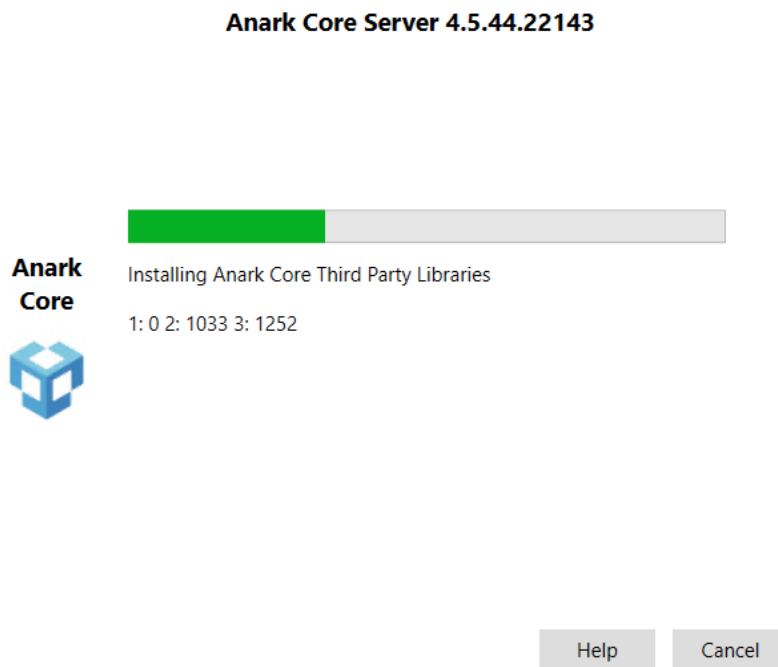 Anark Core Server 4.5.44.22143
Anark
Core
Installing Anark Core Third Party Libraries
1: 0 2: 1033 3: 1252
Help
Cancel